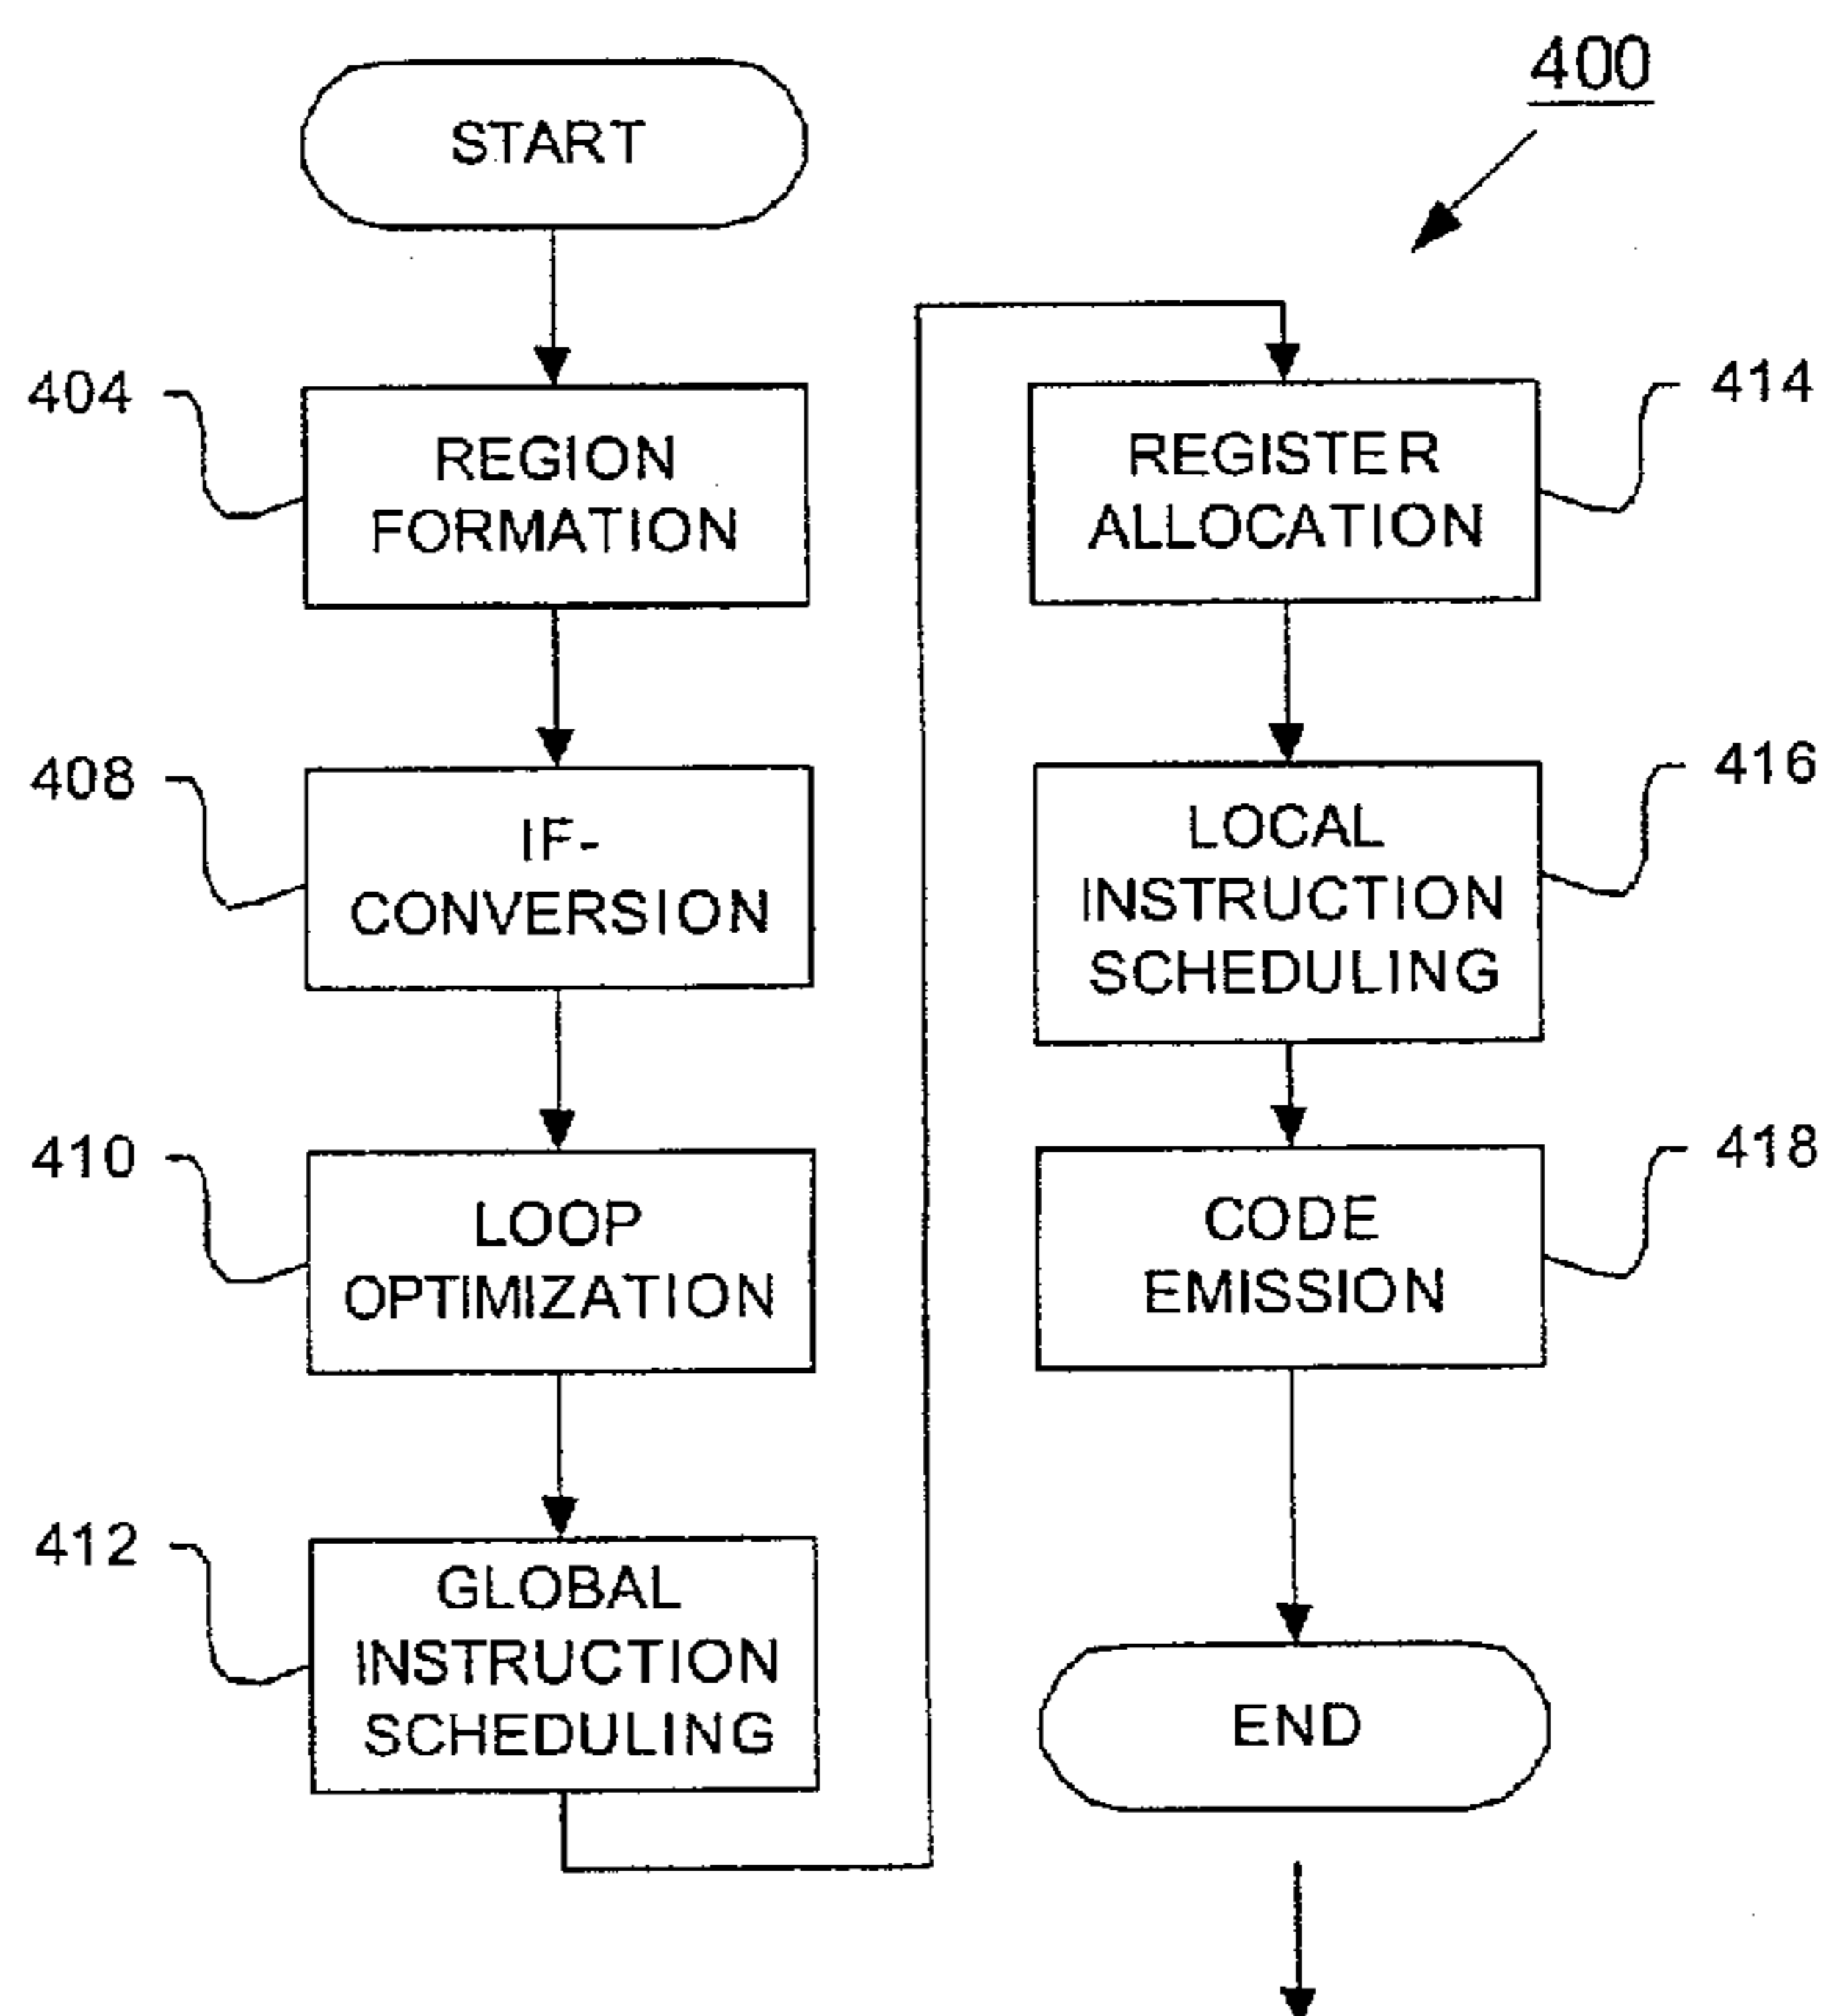 400
START
404
REGION
FORMATION
408
IF-
CONVERSION
410
LOOP
OPTIMIZATION
412
GLOBAL
INSTRUCTION
SCHEDULING
414
REGISTER
ALLOCATION
416
LOCAL
INSTRUCTION
SCHEDULING
418
CODE
EMISSION
END